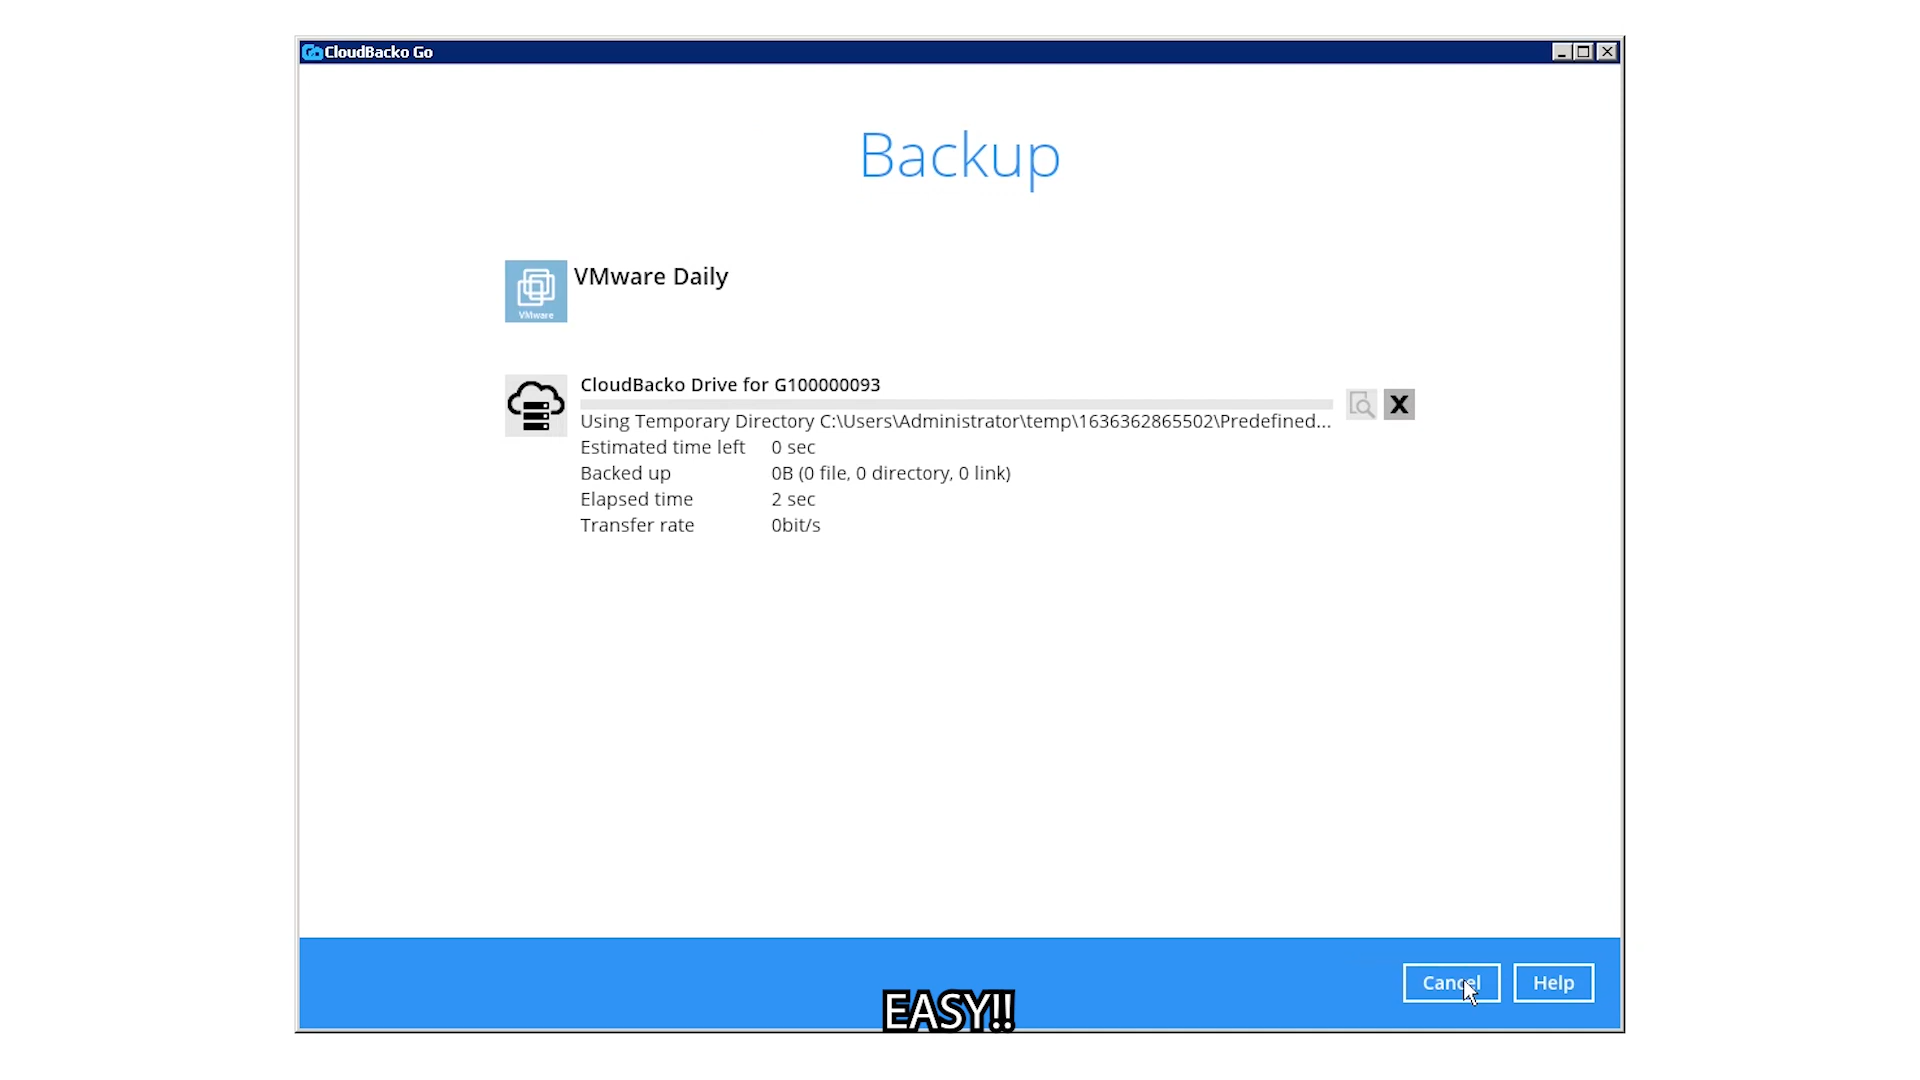 CloudBacko Go
Backup
VMware Daily
VMware
CloudBacko Drive for G100000093
Using Temporary Directory C:\Users\Administrator\temp\1636362865502\Predefined...
Estimated time left 0 sec
Backed up 0B (0 file, 0 directory, 0 link)
Elapsed time 2 sec
Transfer rate 0bit/s
Cancel Help
EASY!!